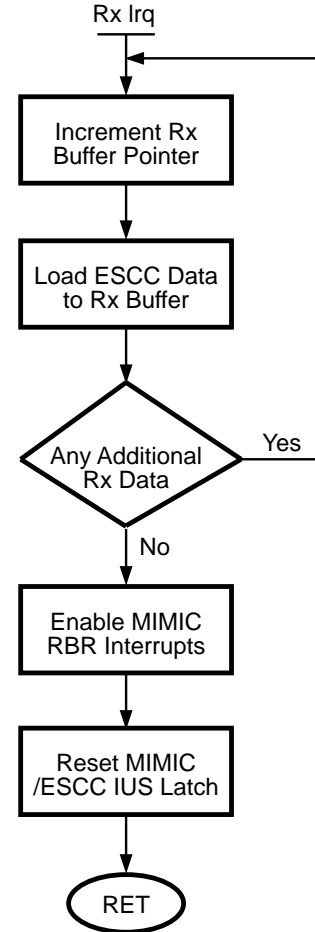 Rx Irq
Increment Rx
Buffer Pointer
Load ESCC Data
to Rx Buffer
Any Additional
Rx Data
Yes
No
Enable MIMIC
RBR Interrupts
Reset MIMIC
/ESCC IUS Latch
RET